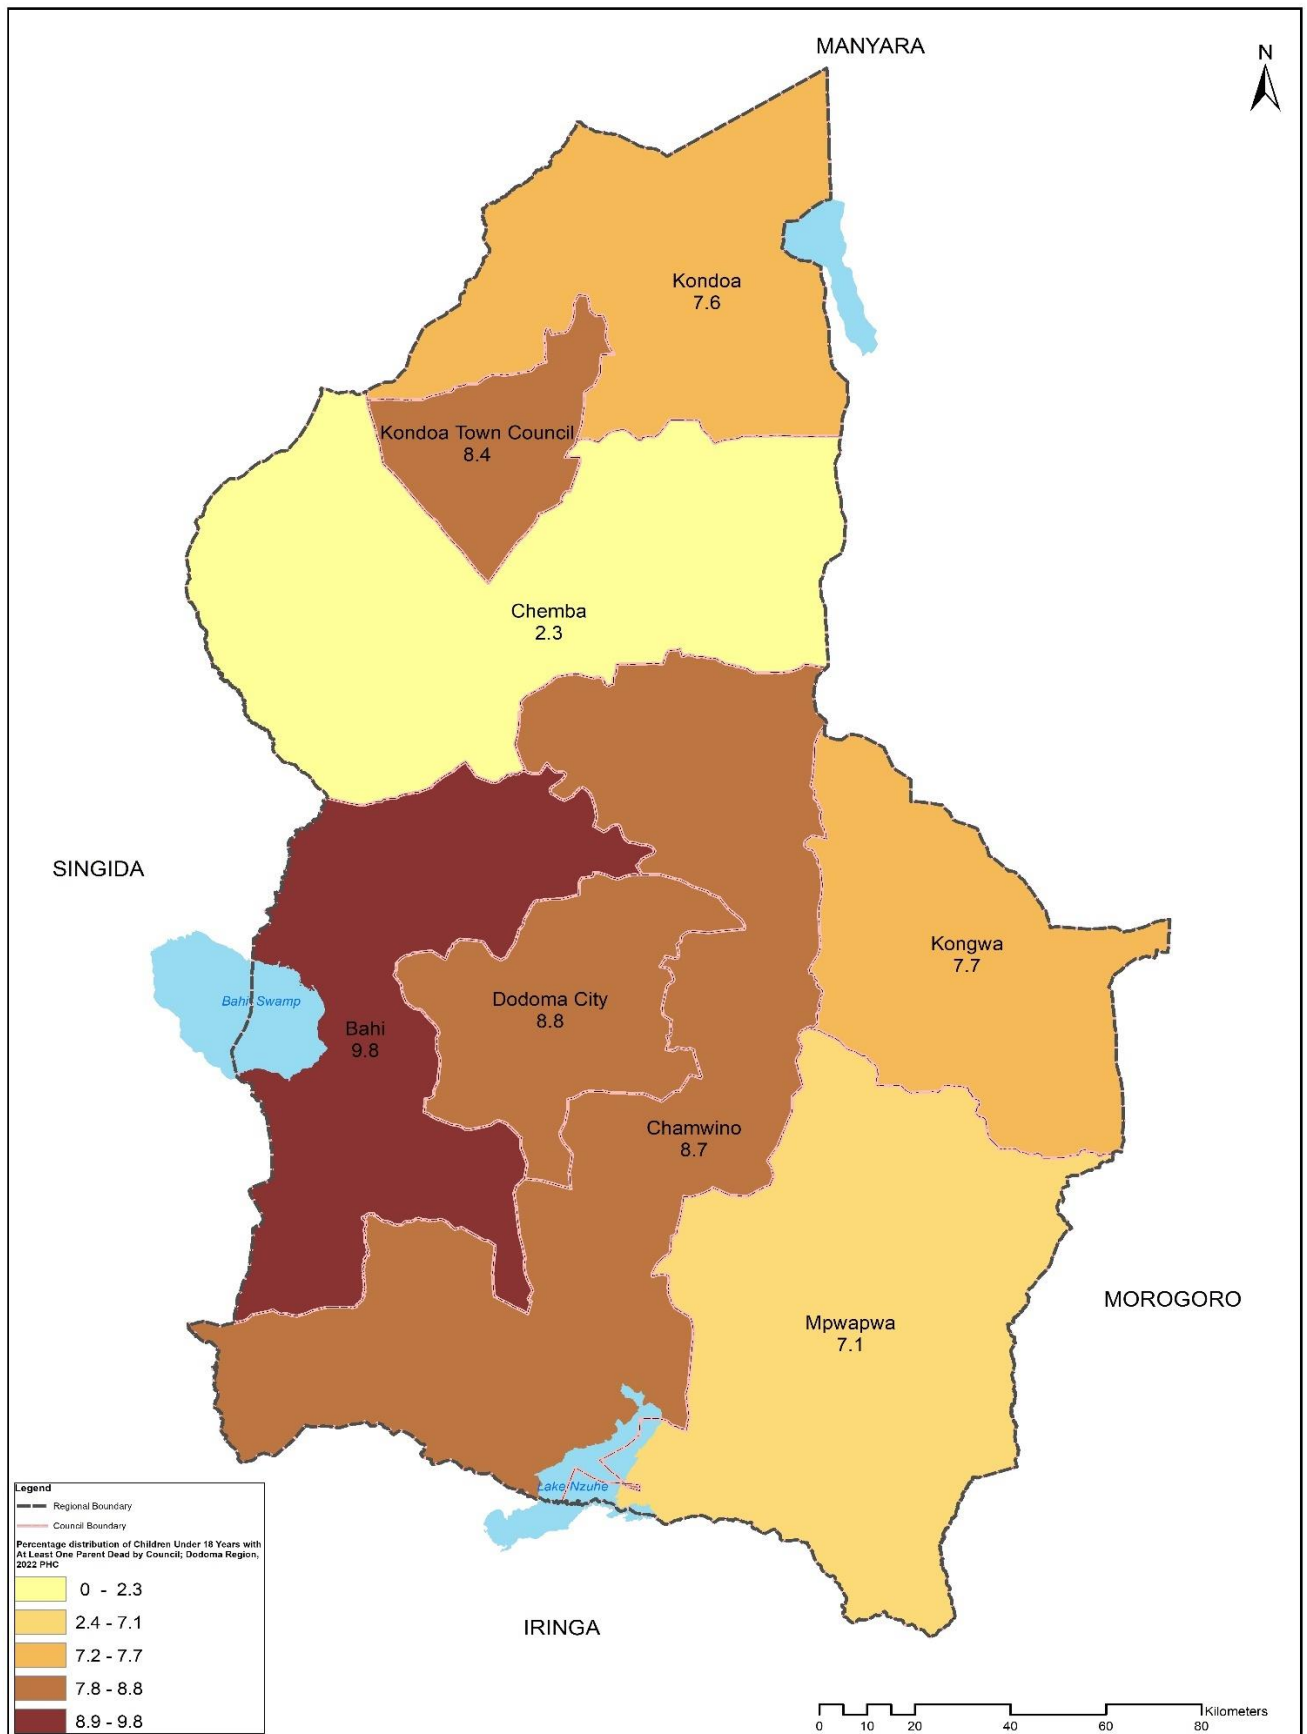 MANYARA
N
Kondoa
7.6
Kondoa Town Council
8.4
Chemba
2.3
SINGIDA
Kongwa
7.7
Bahi Swamp
Dodoma City
8.8
Bahi
9.8
Chamwino
8.7
MOROGORO
Mpwapwa
7.1
Lake Nzuhe
IRINGA
Legend
Regional Boundary
Council Boundary
Percentage distribution of Children Under 18 Years with
At Least One Parent Dead by Council; Dodoma Region,
2022 PHC
0 - 2.3
2.4 - 7.1
7.2 - 7.7
7.8 - 8.8
8.9 - 9.8
Kilometers
0 10 20 40 60 80